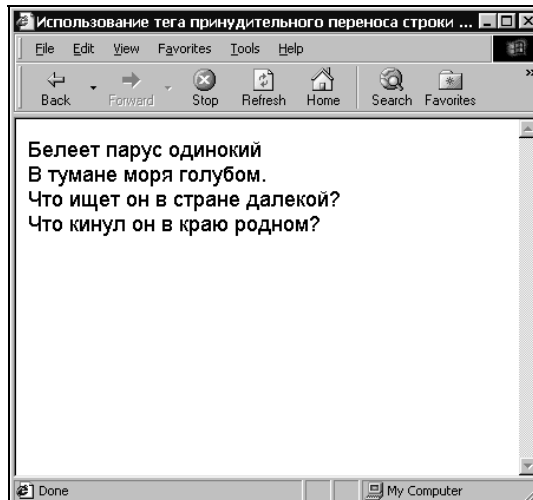 Использование тега принудительного переноса строки ...
File Edit View Favorites Tools Help
Back Forward Stop Refresh Home Search Favorites »
Белеет парус одинокий
В тумане моря голубом.
Что ищет он в стране далекой?
Что кинул он в краю родном?
Done My Computer